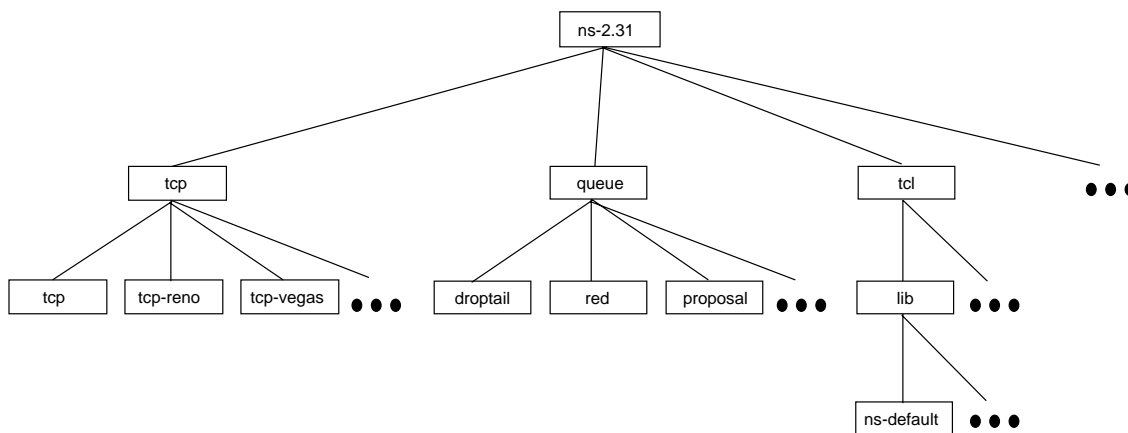 ns-2.31
tcp
queue
tcl
tcp
tcp-reno
tcp-vegas
droptail
red
proposal
lib
ns-default